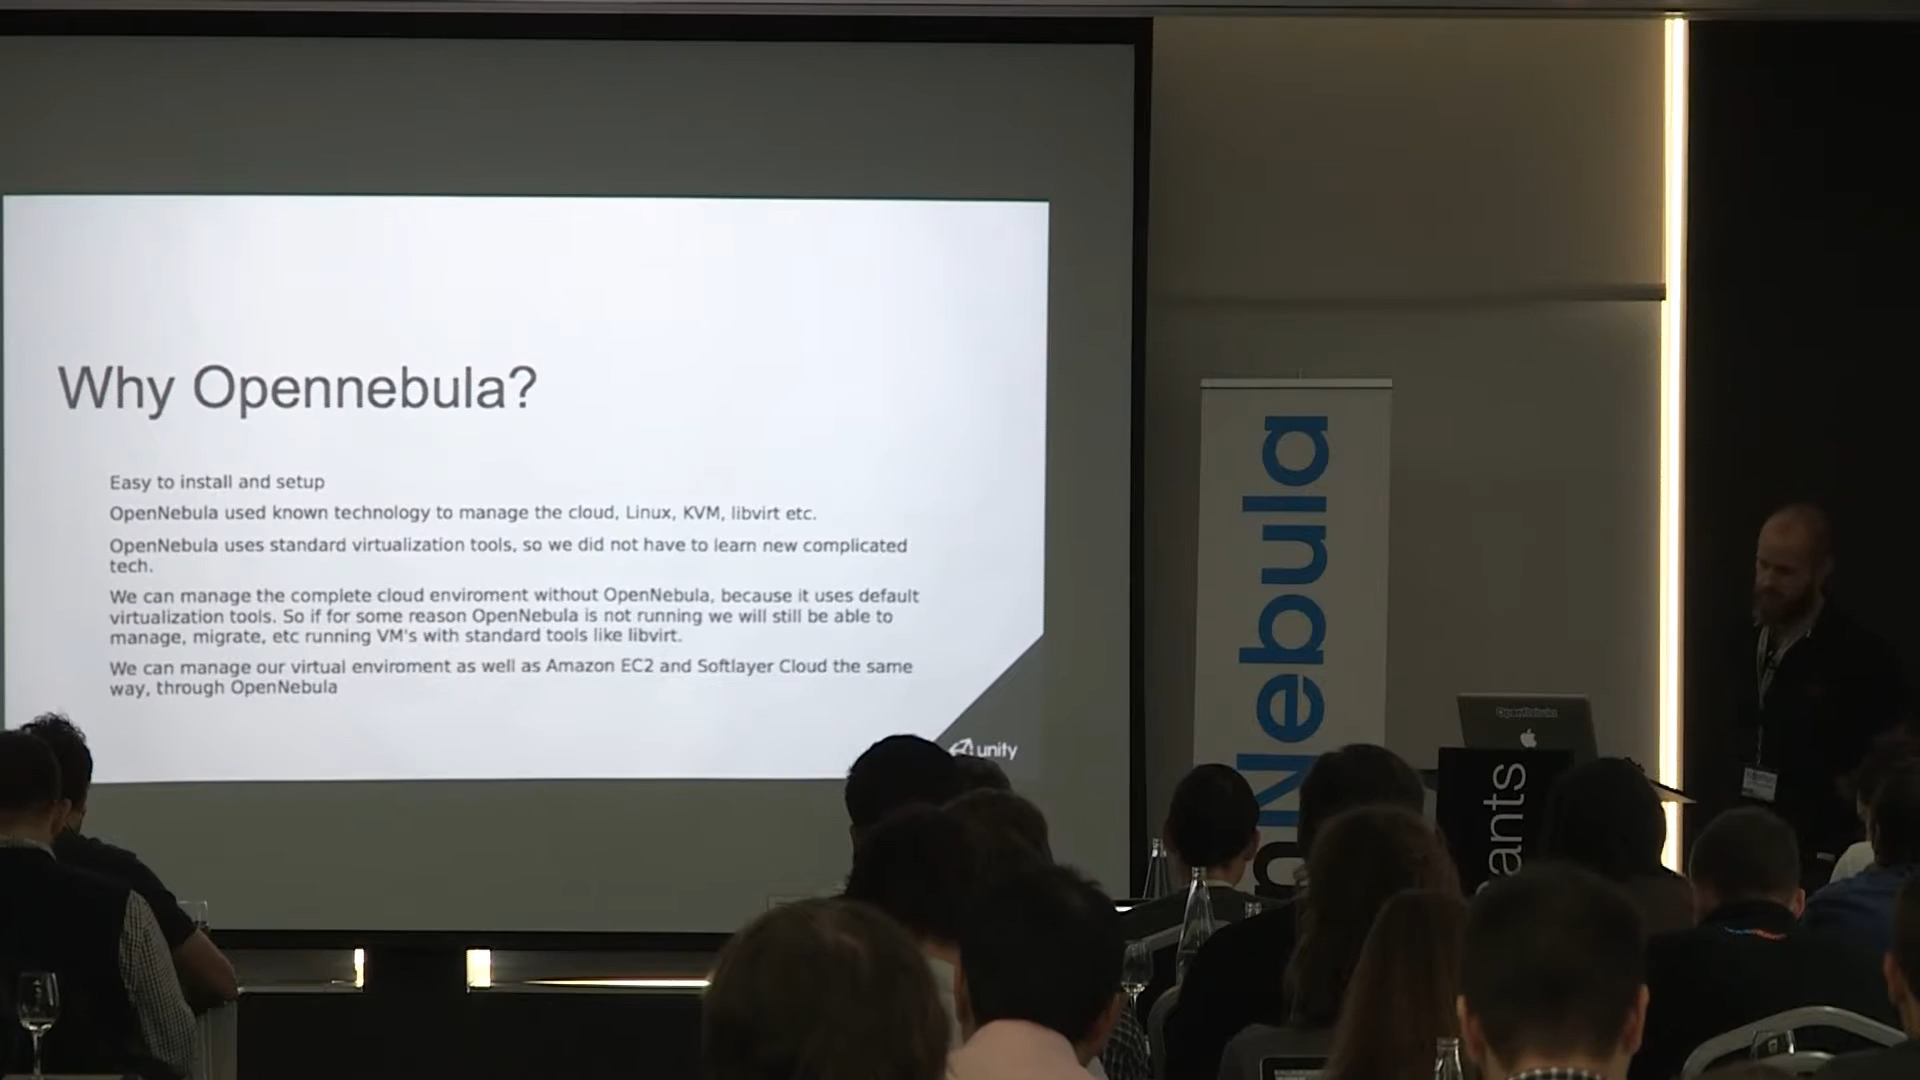 Why Opennebula?
Easy to install and setup
OpenNebula used known technology to manage the cloud, Linux, KVM, libvirt etc.
OpenNebula uses standard virtualization tools, so we did not have to learn new complicated
tech.
We can manage the complete cloud enviroment without OpenNebula, because it uses default
virtualization tools. So if for some reason OpenNebula is not running we will still be able to
manage, migrate, etc running VM's with standard tools like libvirt.
We can manage our virtual enviroment as well as Amazon EC2 and Softlayer Cloud the same
way, through OpenNebula
unity
nNebula
OpenNebula
ants